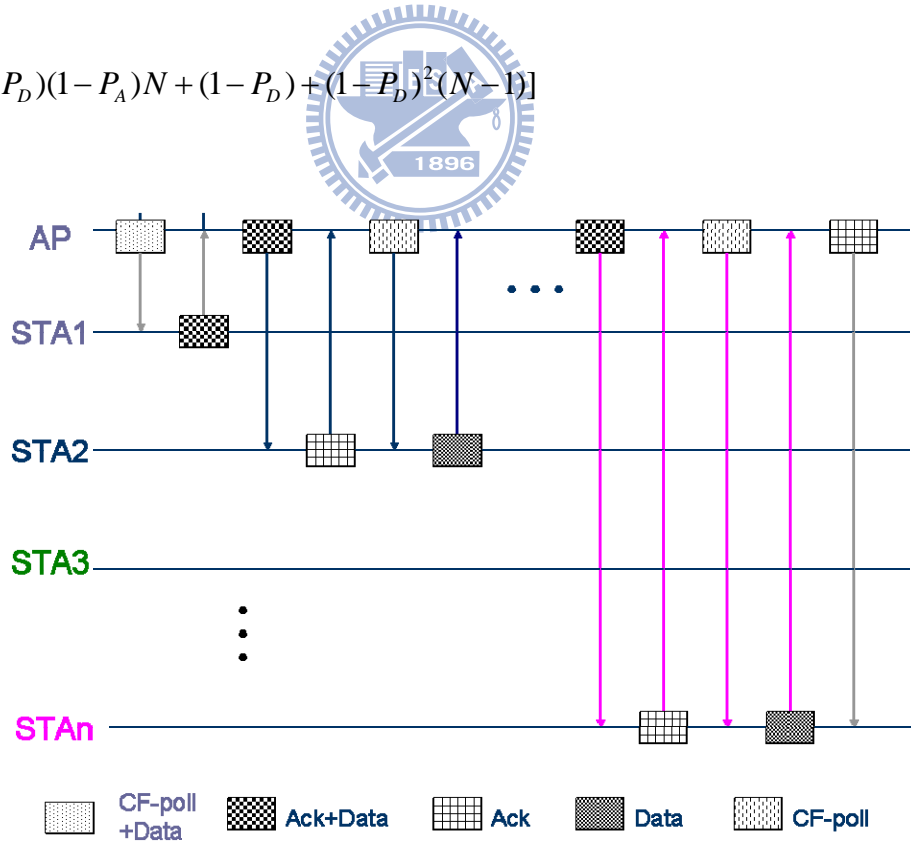 P_D)(1−P_A)N+(1−P_D)+(1−P_D)^2(N−1)]
1896
AP
STA1
STA2
STA3
STAn
CF-poll
+Data
Ack+Data
Ack
Data
CF-poll